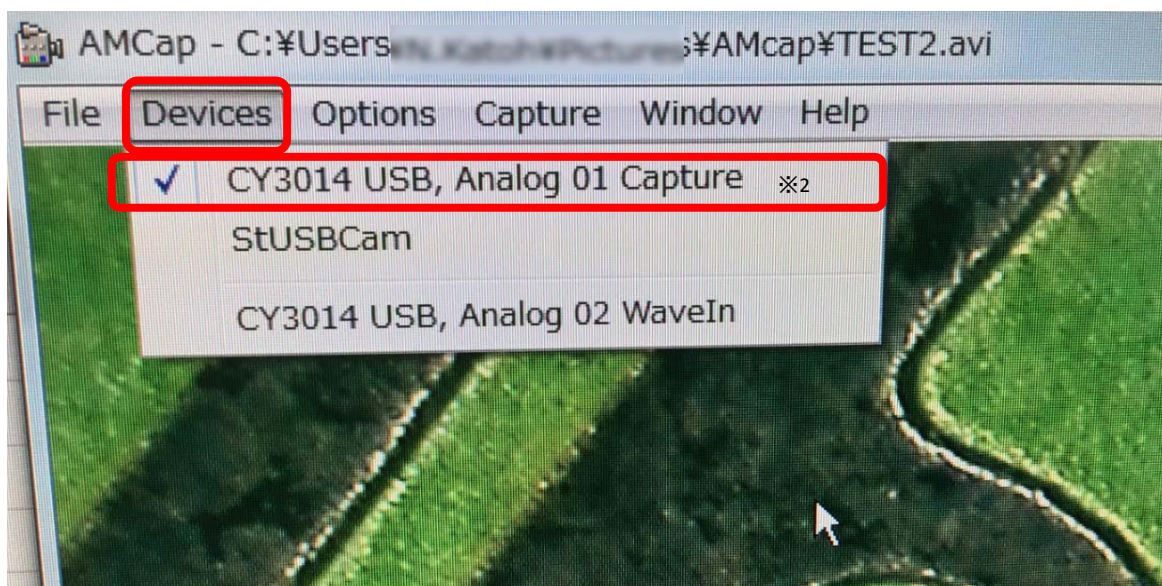 AMCap - C:¥Users s¥AMcap¥TEST2.avi
File Devices Options Capture Window Help
✓ CY3014 USB, Analog 01 Capture ※2
StUSBCam
CY3014 USB, Analog 02 WaveIn